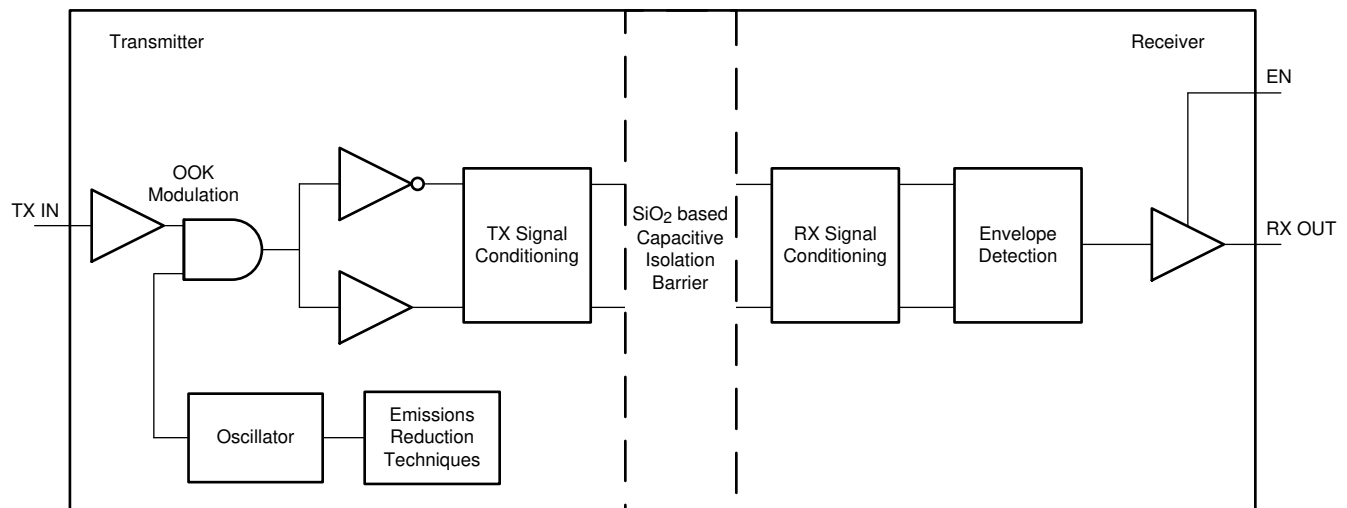 Transmitter
Receiver
EN
OOK
Modulation
TX IN
TX Signal
Conditioning
SiO2 based
Capacitive
Isolation
Barrier
RX Signal
Conditioning
Envelope
Detection
RX OUT
Oscillator
Emissions
Reduction
Techniques